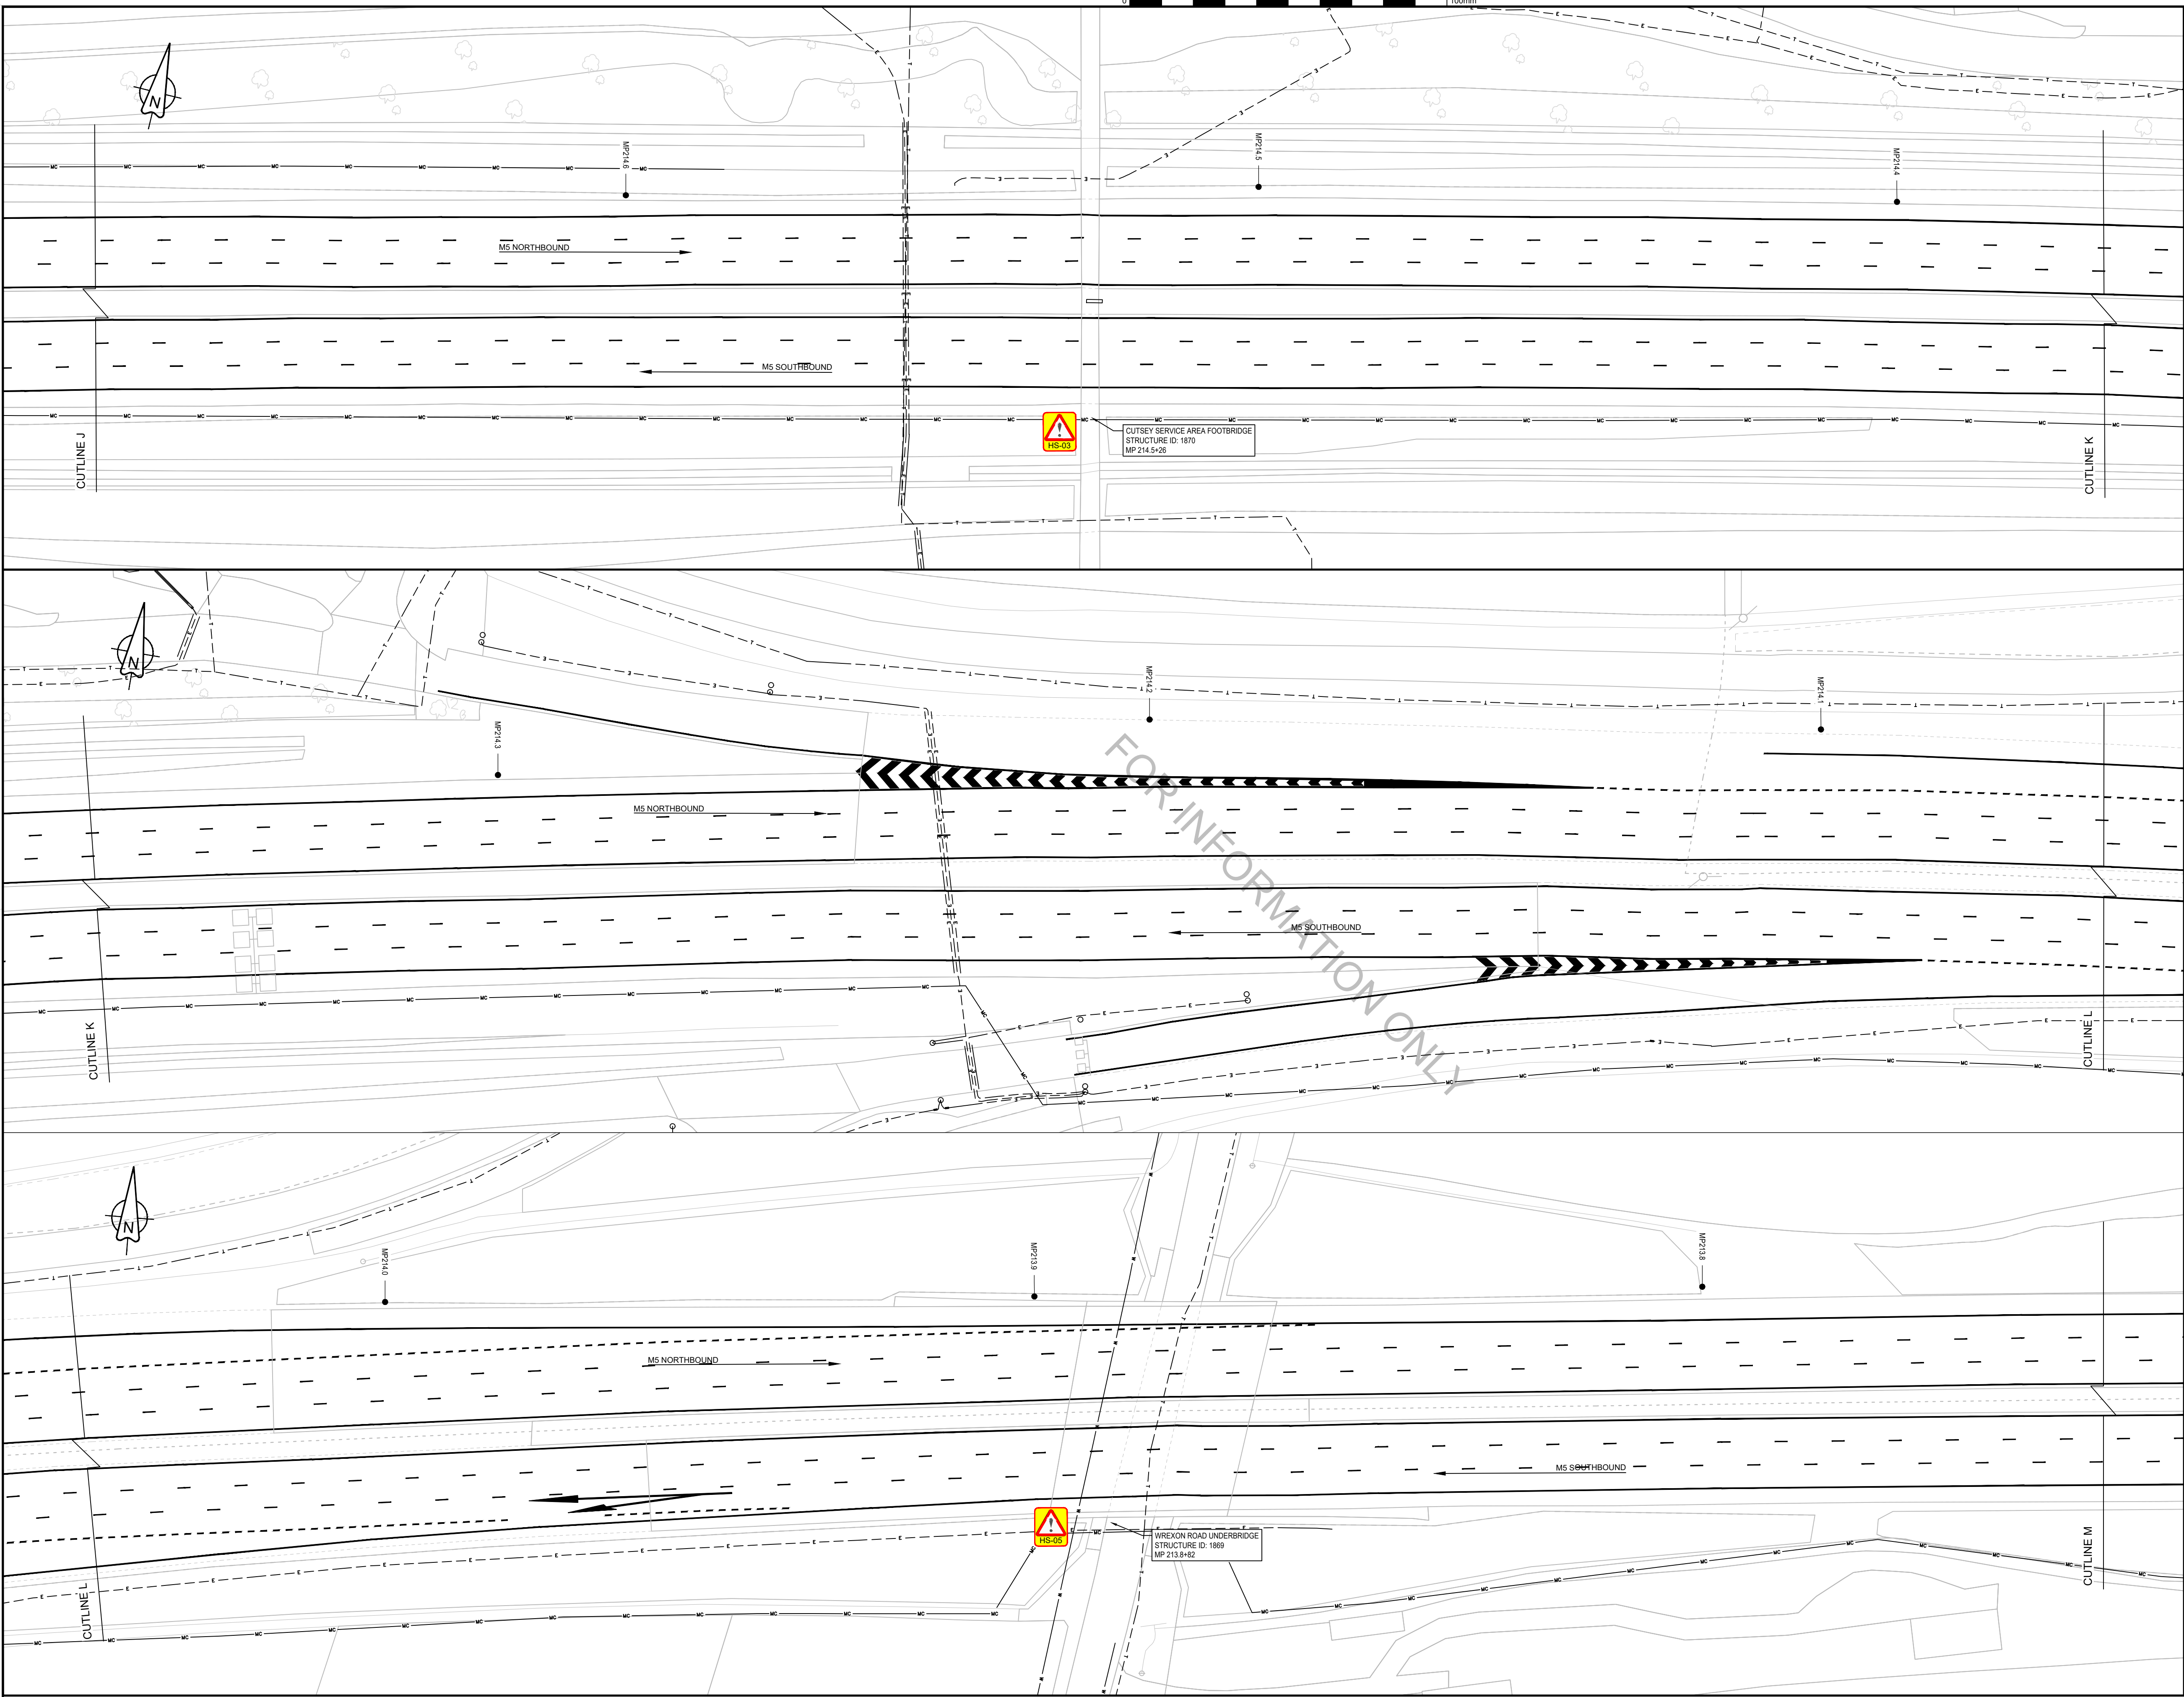 0
100mm
N
MP214.6
MP214.5
MP214.4
M5 NORTHBOUND
M5 SOUTHBOUND
HS-03
CUTSEY SERVICE AREA FOOTBRIDGE
STRUCTURE ID: 1870
MP 214.5+26
CUTLINE J
CUTLINE K
N
MP214.3
MP214.2
MP214.1
M5 NORTHBOUND
M5 SOUTHBOUND
FOR INFORMATION ONLY
CUTLINE K
CUTLINE L
N
MP214.0
MP213.9
MP213.8
M5 NORTHBOUND
M5 SOUTHBOUND
HS-05
WREXON ROAD UNDERBRIDGE
STRUCTURE ID: 1869
MP 213.8+82
CUTLINE L
CUTLINE M